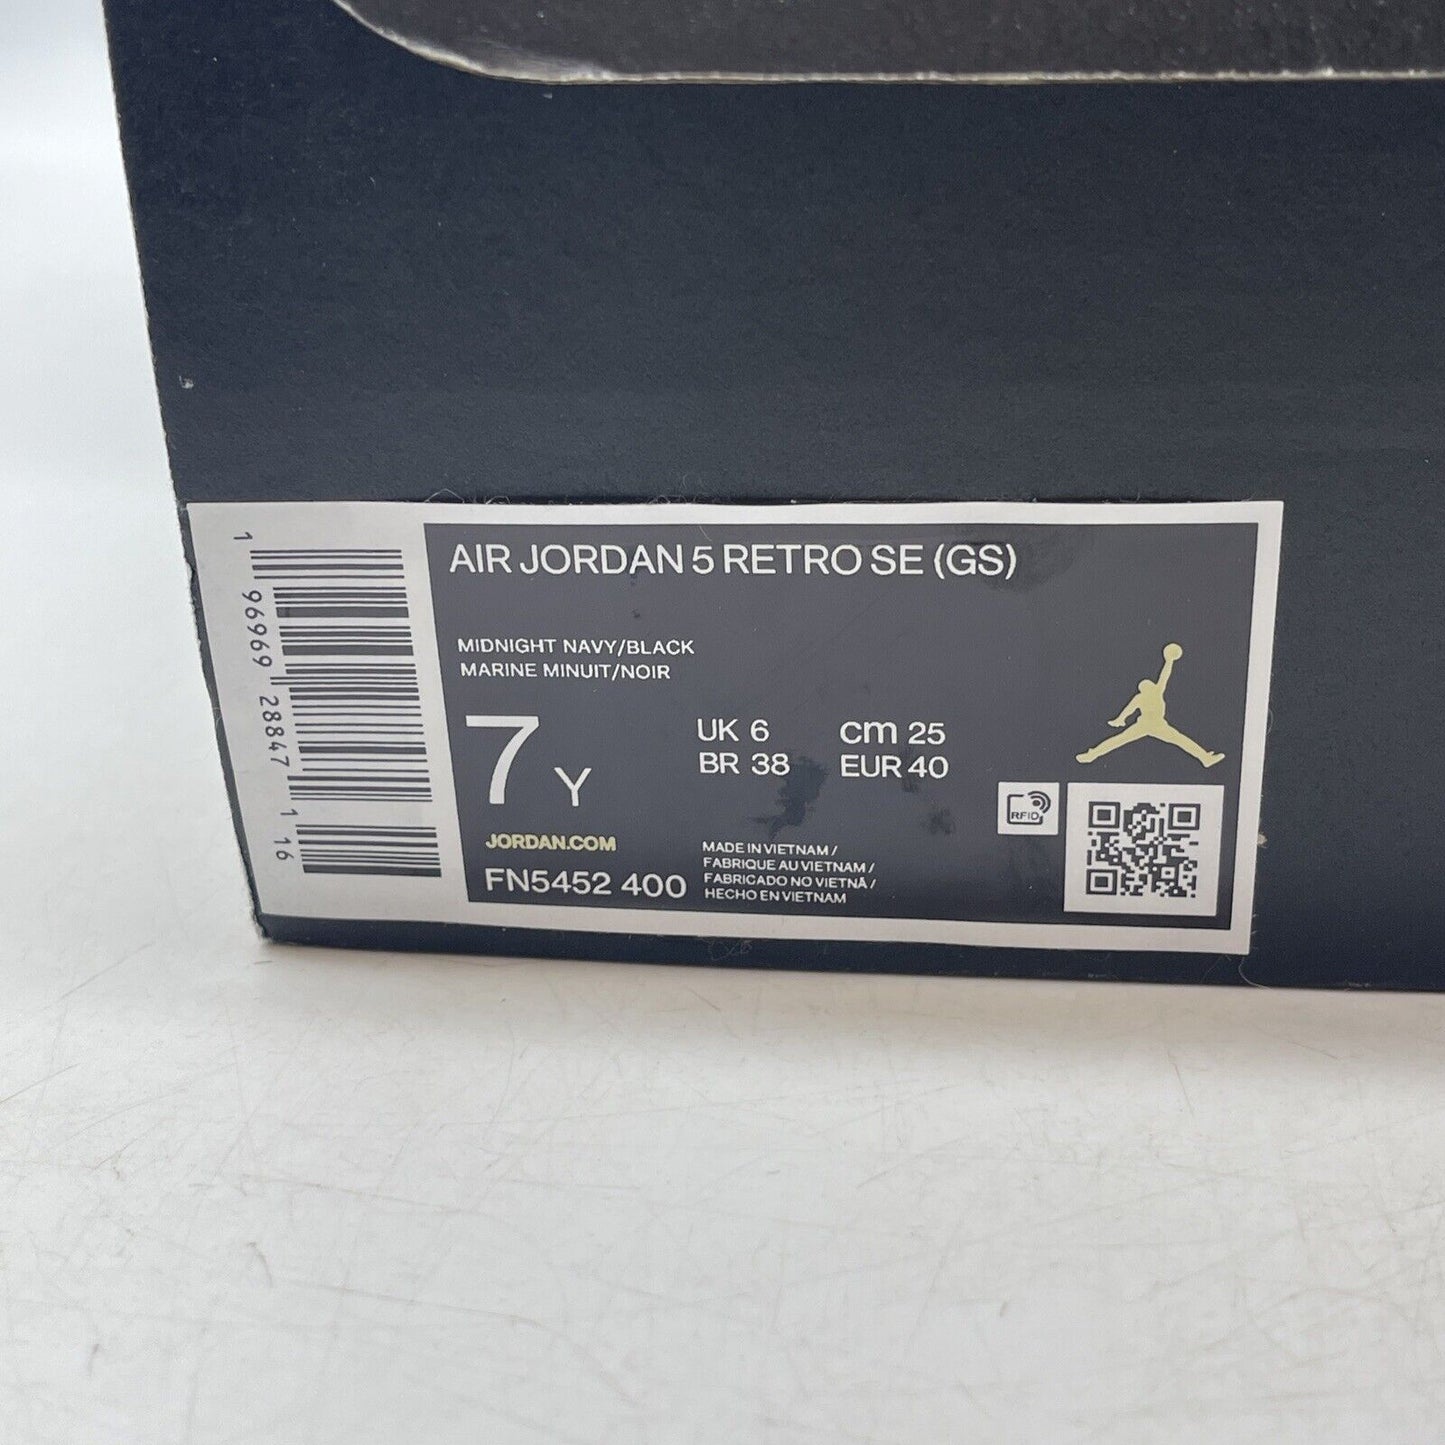 AIR JORDAN 5 RETRO SE (GS)
MIDNIGHT NAVY/BLACK
MARINE MINUIT/NOIR
7 Y
UK 6 cm 25
BR 38 EUR 40
JORDAN.COM
FN5452 400
MADE IN VIETNAM /
FABRIQUE AU VIETNAM /
FABRICADO NO VIETNÃ /
HECHO EN VIETNAM
RFID
1 96969 28847 1 16